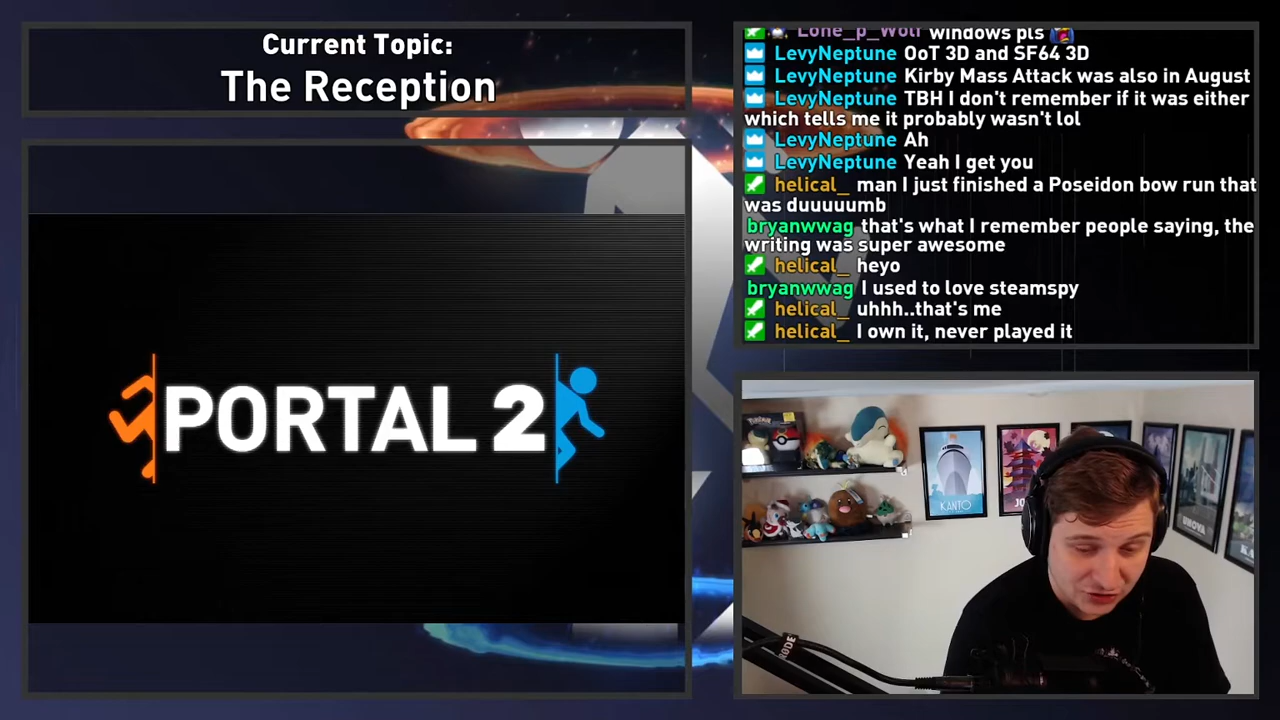 Current Topic:
The Reception
PORTAL 2
Lone_p_Wolf windows pls
LevyNeptune OoT 3D and SF64 3D
LevyNeptune Kirby Mass Attack was also in August
LevyNeptune TBH I don't remember if it was either
which tells me it probably wasn't lol
LevyNeptune Ah
LevyNeptune Yeah I get you
helical_ man I just finished a Poseidon bow run that
was duuuuumb
bryanwwag that's what I remember people saying, the
writing was super awesome
helical_ heyo
bryanwwag I used to love steamspy
helical_ uhhh..that's me
helical_ I own it, never played it
KANTO
JO
UNOVA
RØDE